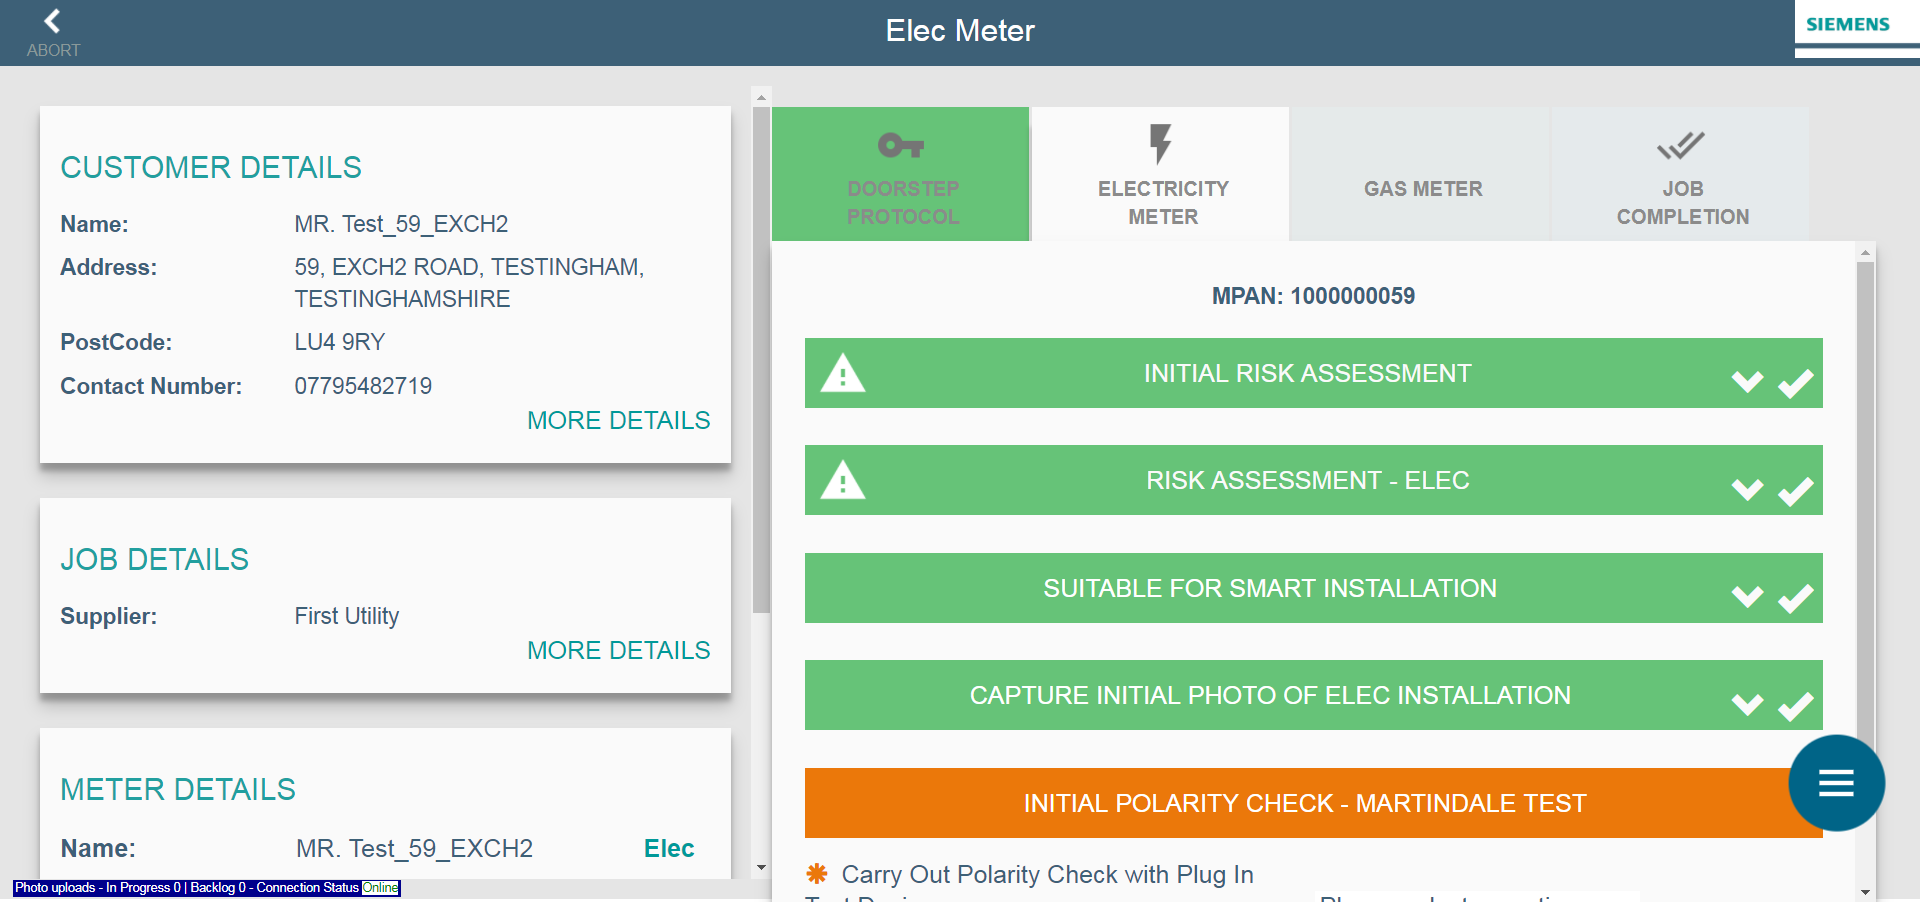 ABORT
Elec Meter
SIEMENS
CUSTOMER DETAILS
Name: MR. Test_59_EXCH2
Address: 59, EXCH2 ROAD, TESTINGHAM,
TESTINGHAMSHIRE
PostCode: LU4 9RY
Contact Number: 07795482719
MORE DETAILS
JOB DETAILS
Supplier: First Utility
MORE DETAILS
METER DETAILS
Name: MR. Test_59_EXCH2 Elec
Photo uploads - In Progress 0 | Backlog 0 - Connection Status Online
DOORSTEP
PROTOCOL
ELECTRICITY
METER
GAS METER
JOB
COMPLETION
MPAN: 1000000059
INITIAL RISK ASSESSMENT
RISK ASSESSMENT - ELEC
SUITABLE FOR SMART INSTALLATION
CAPTURE INITIAL PHOTO OF ELEC INSTALLATION
INITIAL POLARITY CHECK - MARTINDALE TEST
Carry Out Polarity Check with Plug In